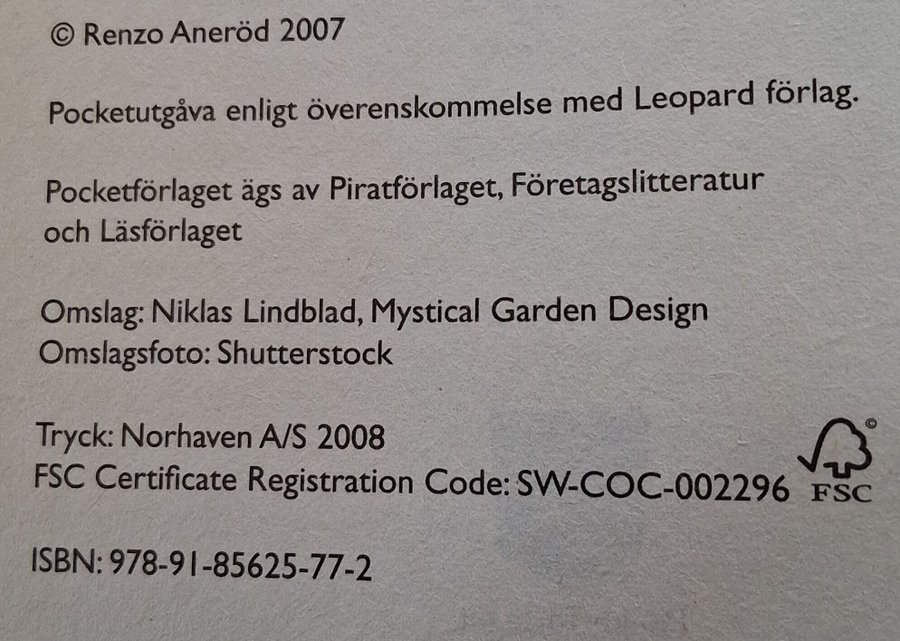 © Renzo Aneröd 2007
Pocketutgåva enligt överenskommelse med Leopard förlag.
Pocketförlaget ägs av Piratförlaget, Företagslitteratur
och Läsförlaget
Omslag: Niklas Lindblad, Mystical Garden Design
Omslagsfoto: Shutterstock
Tryck: Norhaven A/S 2008
FSC Certificate Registration Code: SW-COC-002296
©
FSC
ISBN: 978-91-85625-77-2